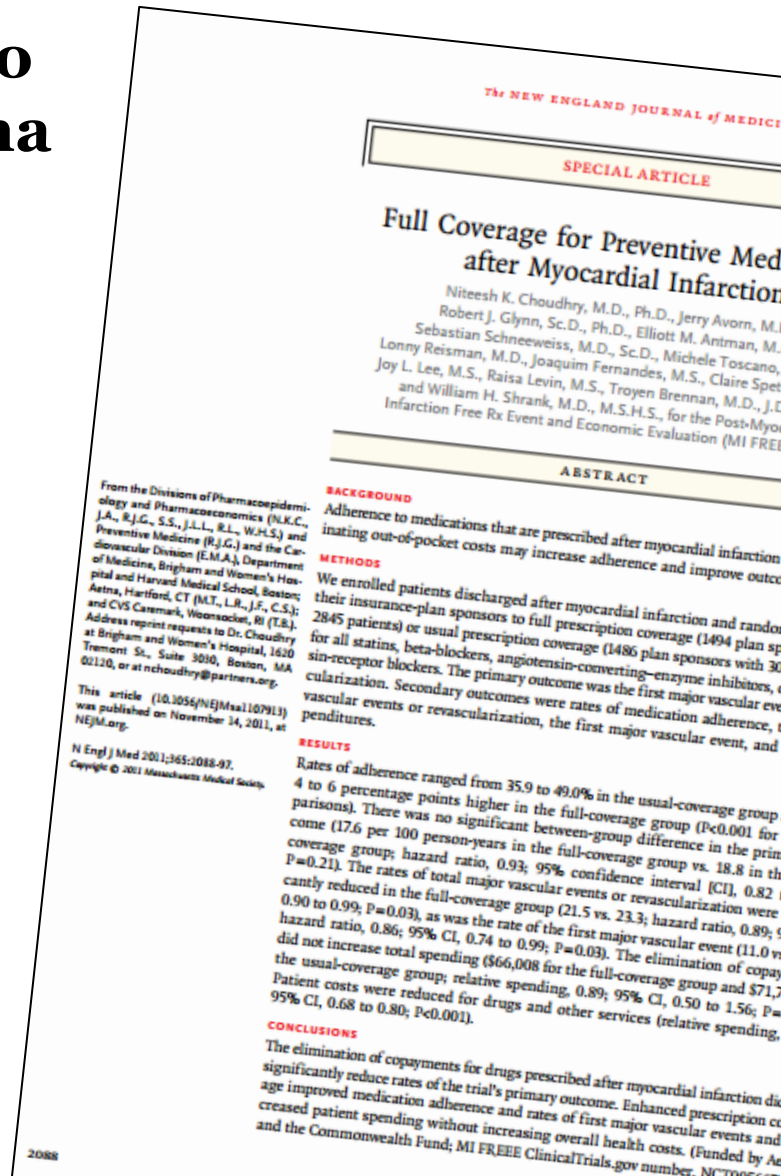 o
na
The NEW ENGLAND JOURNAL of MEDICI
SPECIAL ARTICLE
Full Coverage for Preventive Med
after Myocardial Infarction
Niteesh K. Choudhry, M.D., Ph.D., Jerry Avorn, M.
Robert J. Glynn, Sc.D., Ph.D., Elliott M. Antman, M.
Sebastian Schneeweiss, M.D., Sc.D., Michele Toscano,
Lonny Reisman, M.D., Joaquim Fernandes, M.S., Claire Spet
Joy L. Lee, M.S., Raisa Levin, M.S., Troyen Brennan, M.D., J.D
and William H. Shrank, M.D., M.S.H.S., for the Post-Myo
Infarction Free Rx Event and Economic Evaluation (MI FREE
ABSTRACT
From the Divisions of Pharmacoepidemi-
ology and Pharmacoeconomics (N.K.C.,
J.A., R.J.G., S.S., J.L.L., R.L., W.H.S.) and
Preventive Medicine (R.J.G.) and the Car-
diovascular Division (E.M.A.), Department
of Medicine, Brigham and Women's Hos-
pital and Harvard Medical School, Boston;
Aetna, Hartford, CT (M.T., L.R., J.F., C.S.);
and CVS Caremark, Woonsocket, RI (T.B.).
Address reprint requests to Dr. Choudhry
at Brigham and Women's Hospital, 1620
Tremont St., Suite 3030, Boston, MA
02120, or at nchoudhry@partners.org.
This article (10.1056/NEJMsa1107913)
was published on November 14, 2011, at
NEJM.org.
N Engl J Med 2011;365:2088-97.
Copyright © 2011 Massachusetts Medical Society.
BACKGROUND
Adherence to medications that are prescribed after myocardial infarction
inating out-of-pocket costs may increase adherence and improve outco
METHODS
We enrolled patients discharged after myocardial infarction and rando
their insurance-plan sponsors to full prescription coverage (1494 plan sp
2845 patients) or usual prescription coverage (1486 plan sponsors with 30
for all statins, beta-blockers, angiotensin-converting–enzyme inhibitors,
sin-receptor blockers. The primary outcome was the first major vascular eve
cularization. Secondary outcomes were rates of medication adherence, t
vascular events or revascularization, the first major vascular event, and
penditures.
RESULTS
Rates of adherence ranged from 35.9 to 49.0% in the usual-coverage group
4 to 6 percentage points higher in the full-coverage group (P<0.001 for
parisons). There was no significant between-group difference in the prim
come (17.6 per 100 person-years in the full-coverage group vs. 18.8 in th
coverage group; hazard ratio, 0.93; 95% confidence interval [CI], 0.82
P=0.21). The rates of total major vascular events or revascularization were
cantly reduced in the full-coverage group (21.5 vs. 23.3; hazard ratio, 0.89; 9
0.90 to 0.99; P=0.03), as was the rate of the first major vascular event (11.0 v
hazard ratio, 0.86; 95% CI, 0.74 to 0.99; P=0.03). The elimination of copay
did not increase total spending ($66,008 for the full-coverage group and $71,7
the usual-coverage group; relative spending, 0.89; 95% CI, 0.50 to 1.56; P=
Patient costs were reduced for drugs and other services (relative spending,
95% CI, 0.68 to 0.80; P<0.001).
CONCLUSIONS
The elimination of copayments for drugs prescribed after myocardial infarction did
significantly reduce rates of the trial's primary outcome. Enhanced prescription co
age improved medication adherence and rates of first major vascular events and
creased patient spending without increasing overall health costs. (Funded by Ae
and the Commonwealth Fund; MI FREEE ClinicalTrials.gov number,
2088